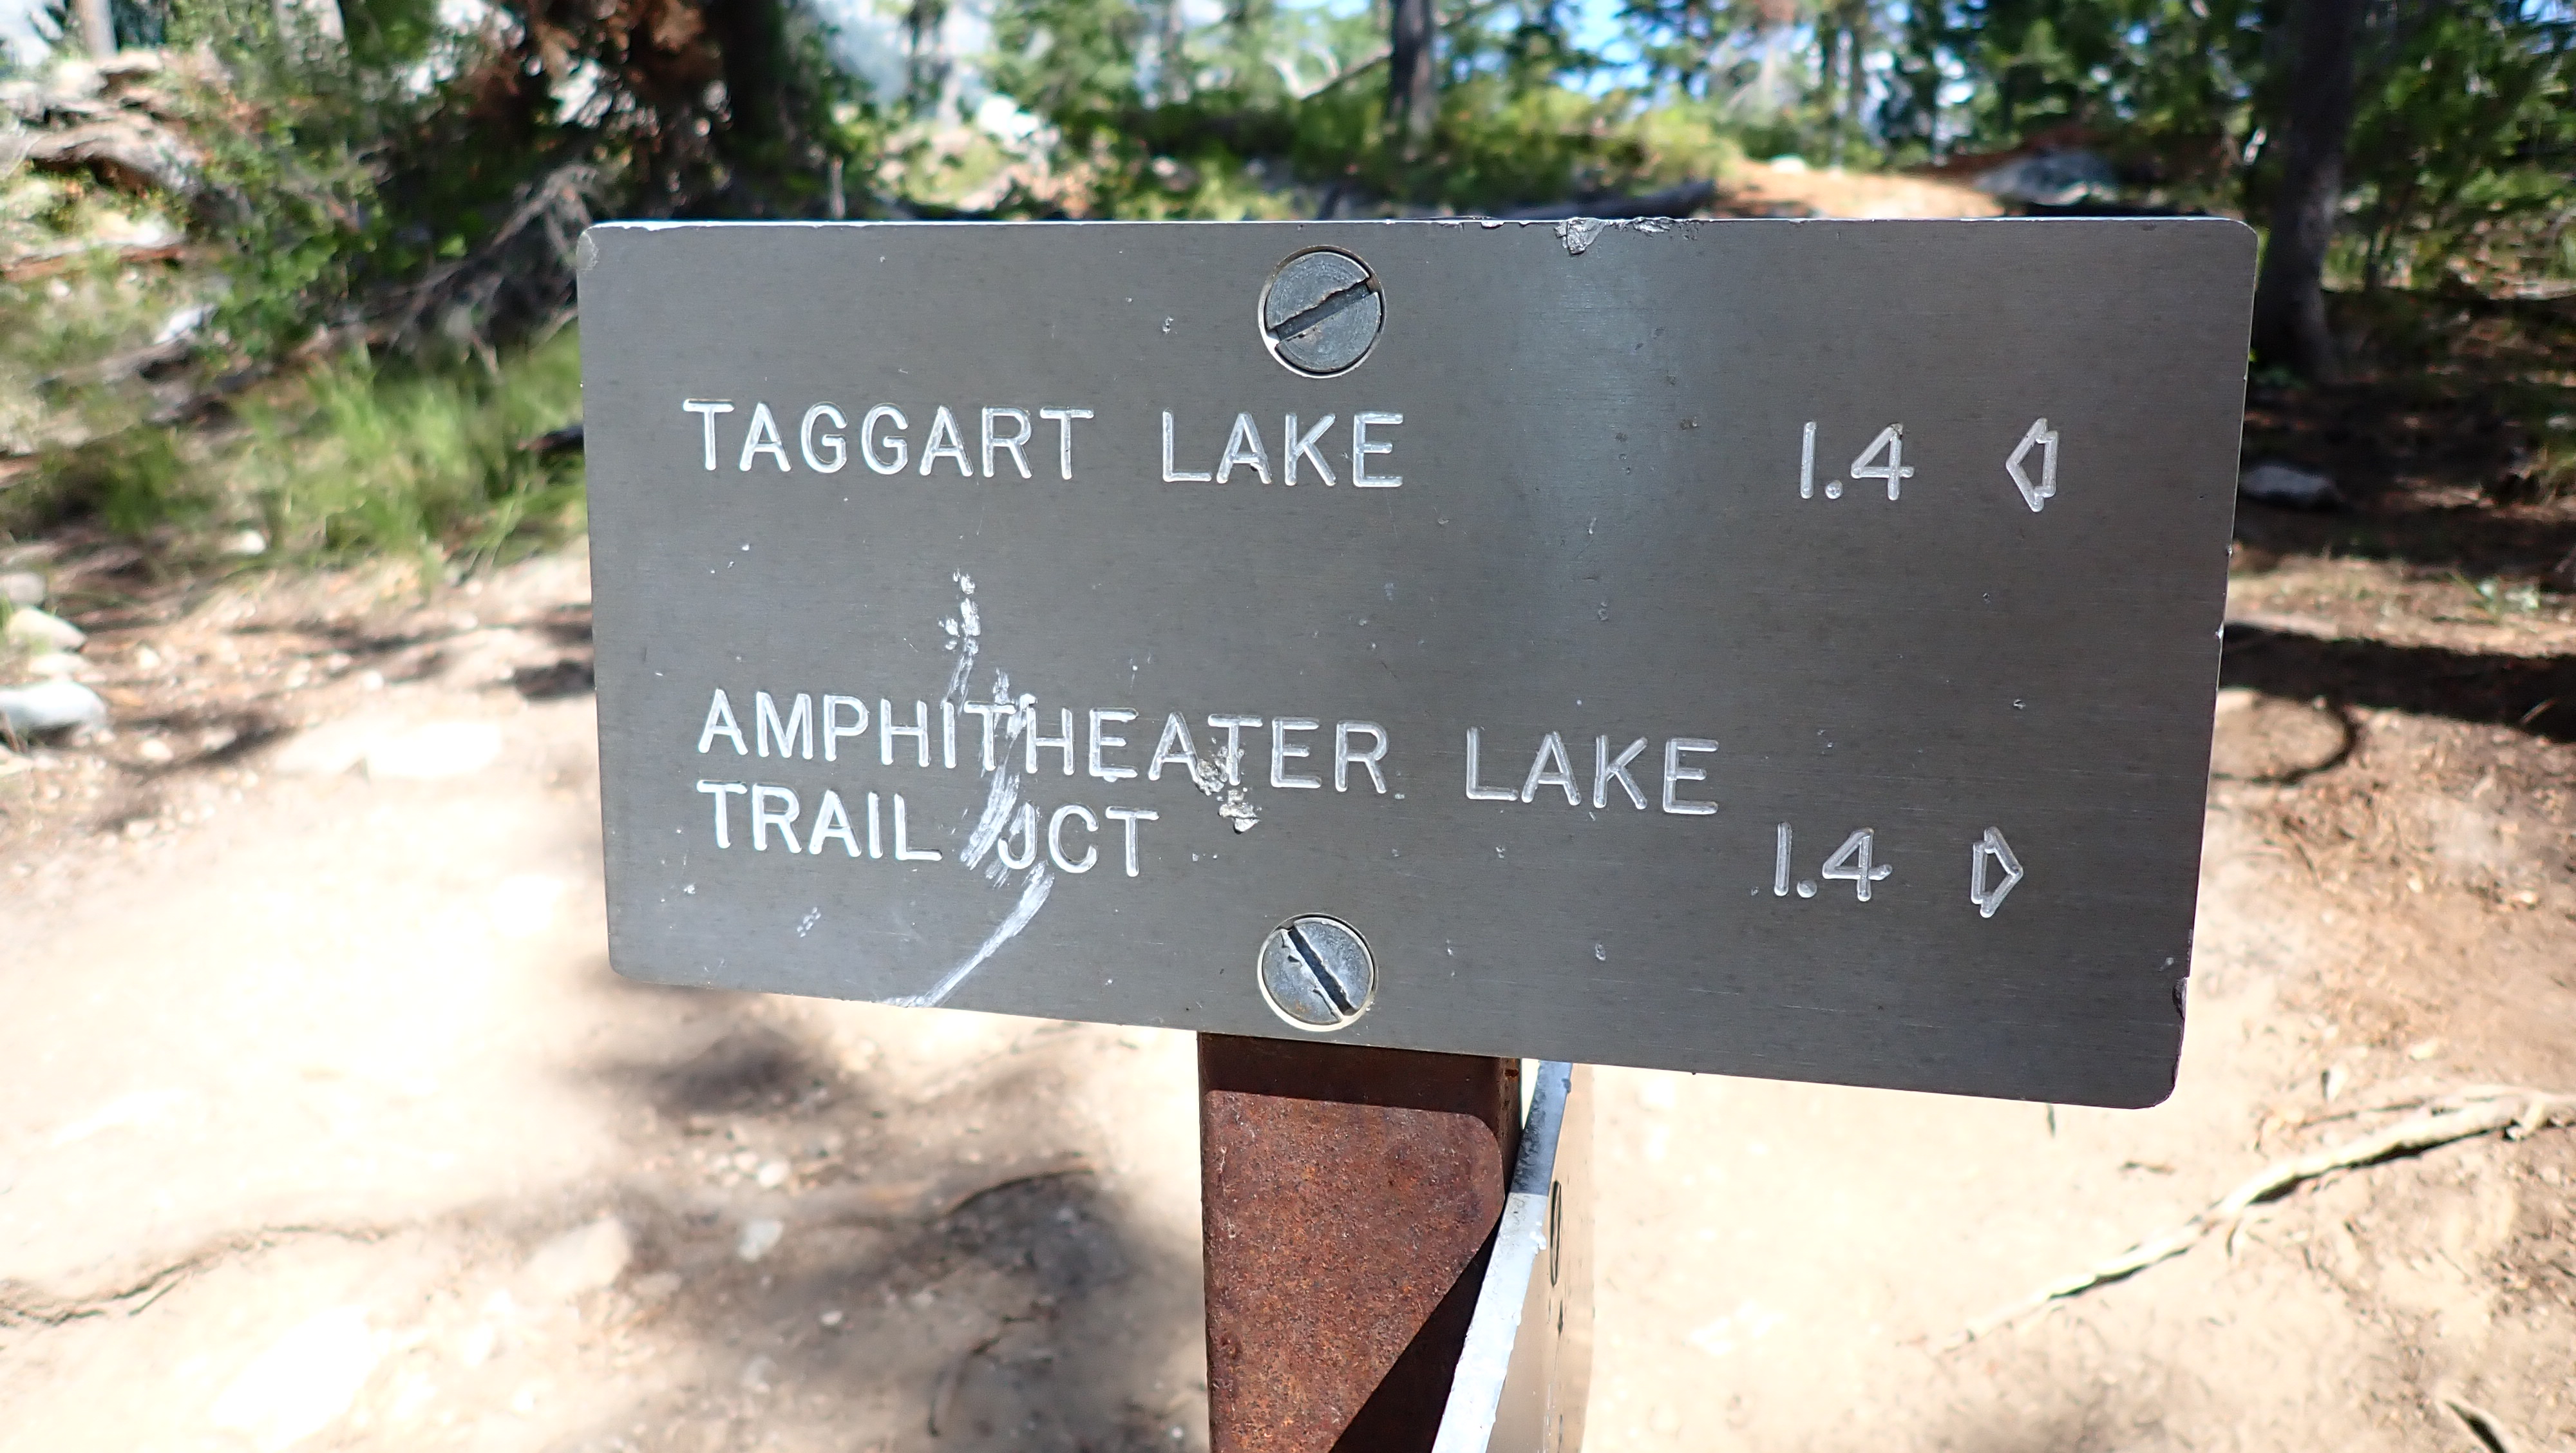 TAGGART LAKE 1.4
AMPHITHEATER LAKE
TRAIL JCT 1.4